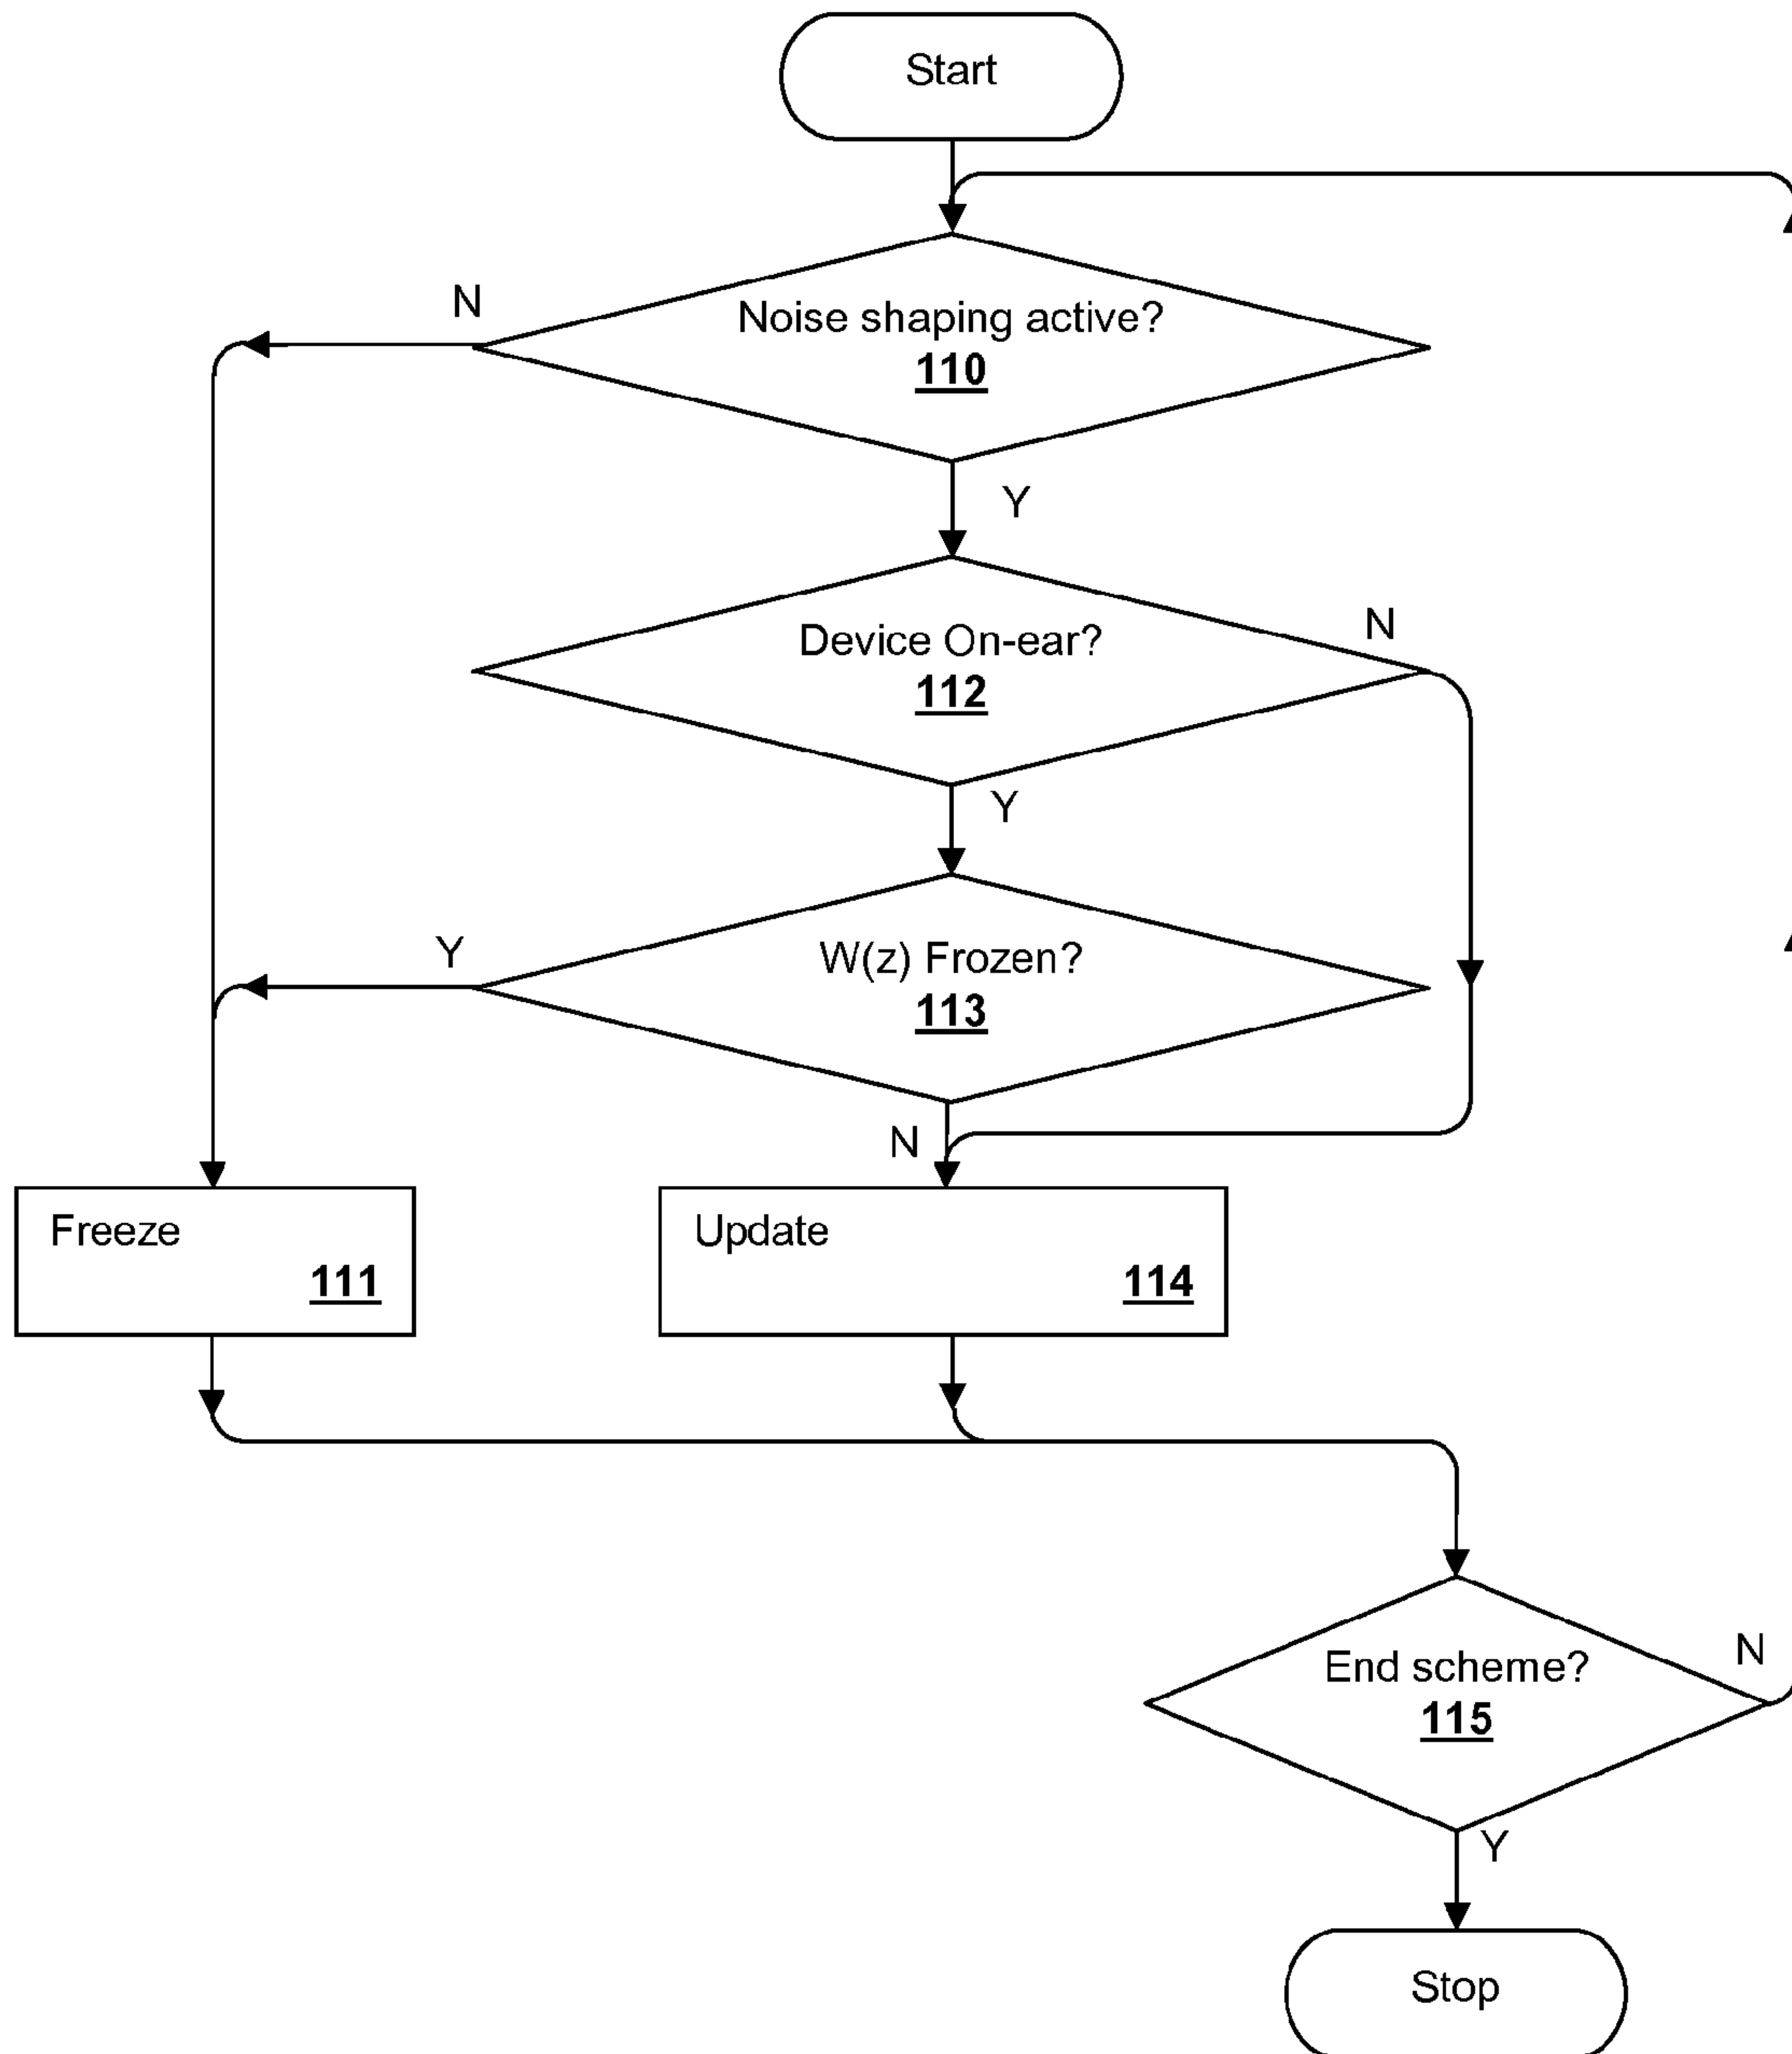 Start
N
Noise shaping active?
110
Y
N
Device On-ear?
112
Y
Y
W(z) Frozen?
113
N
Freeze
111
Update
114
N
End scheme?
115
Y
Stop